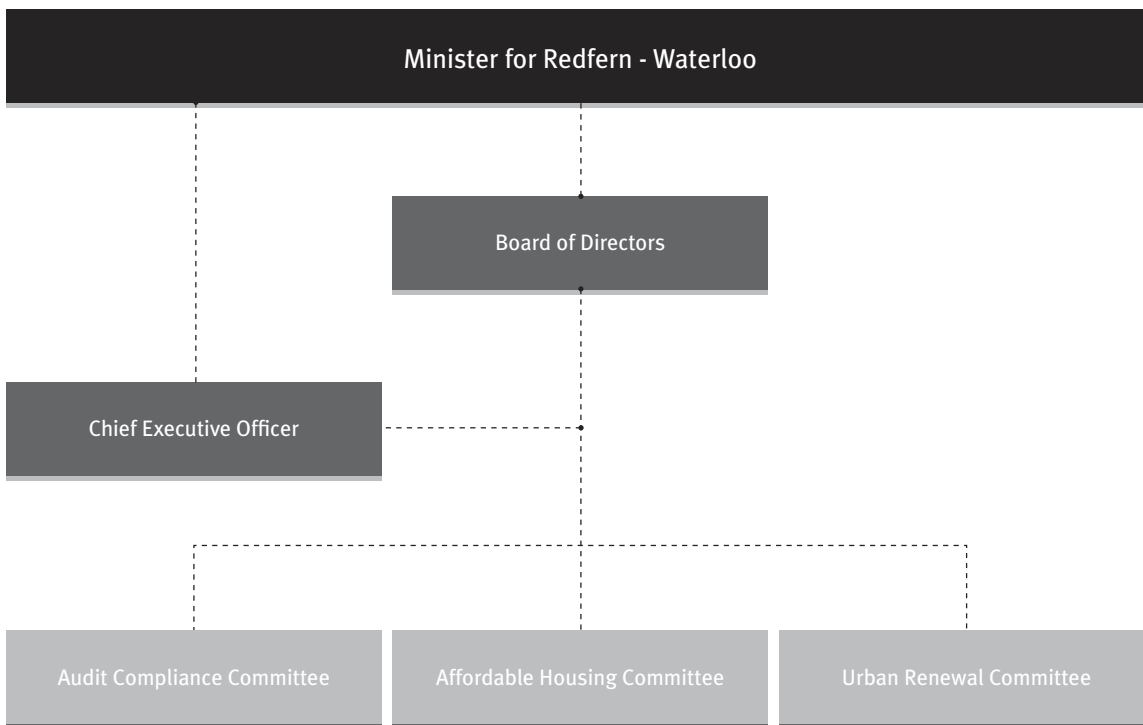 Minister for Redfern - Waterloo
Board of Directors
Chief Executive Officer
Audit Compliance Committee
Affordable Housing Committee
Urban Renewal Committee